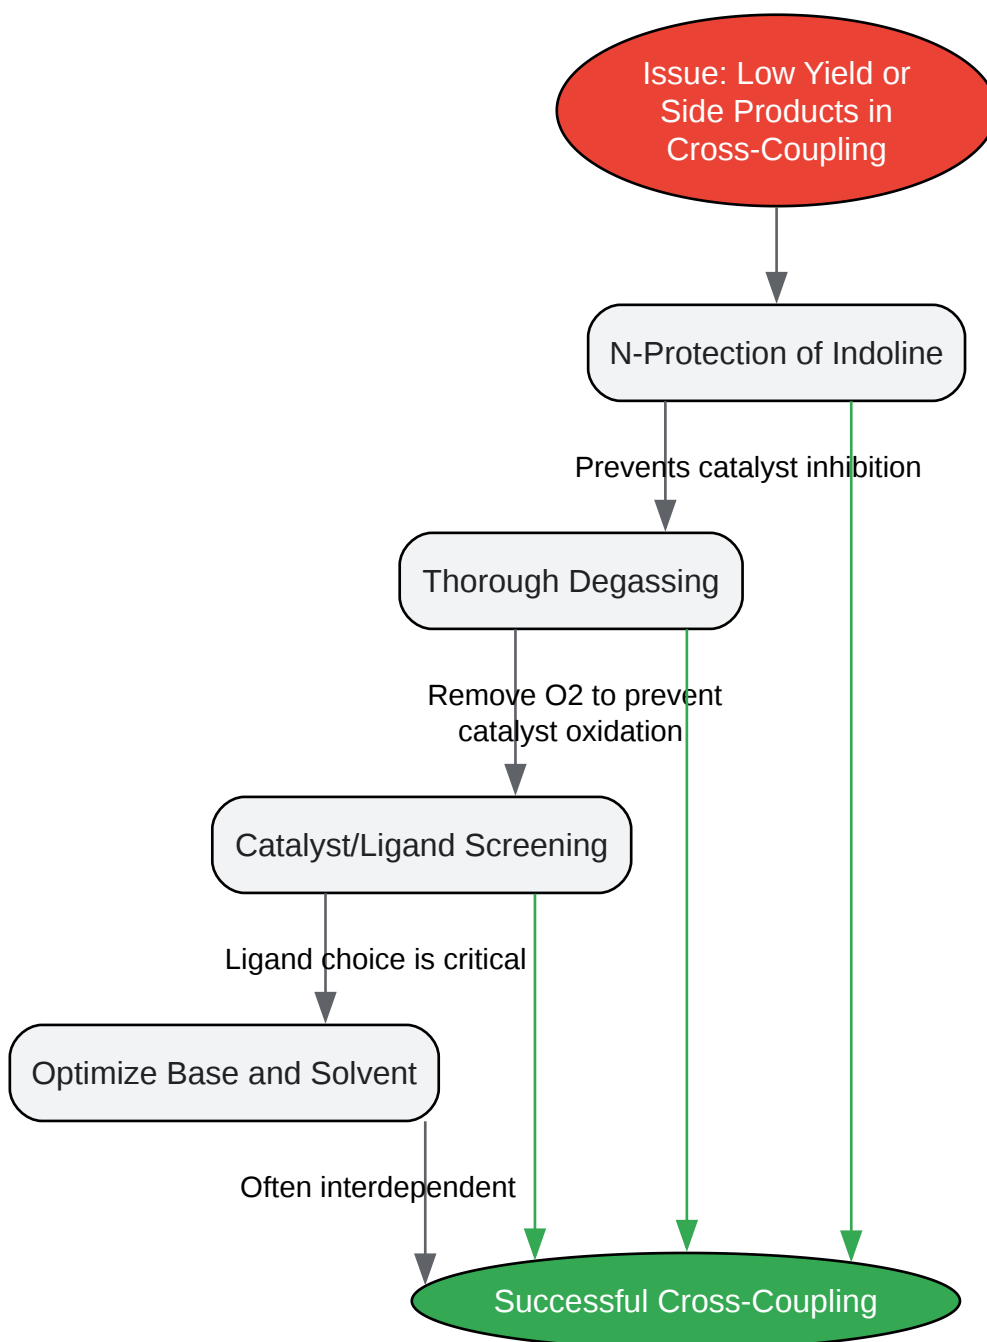 Issue: Low Yield or
Side Products in
Cross-Coupling
N-Protection of Indoline
Prevents catalyst inhibition
Thorough Degassing
Remove O2 to prevent
catalyst oxidation
Catalyst/Ligand Screening
Ligand choice is critical
Optimize Base and Solvent
Often interdependent
Successful Cross-Coupling